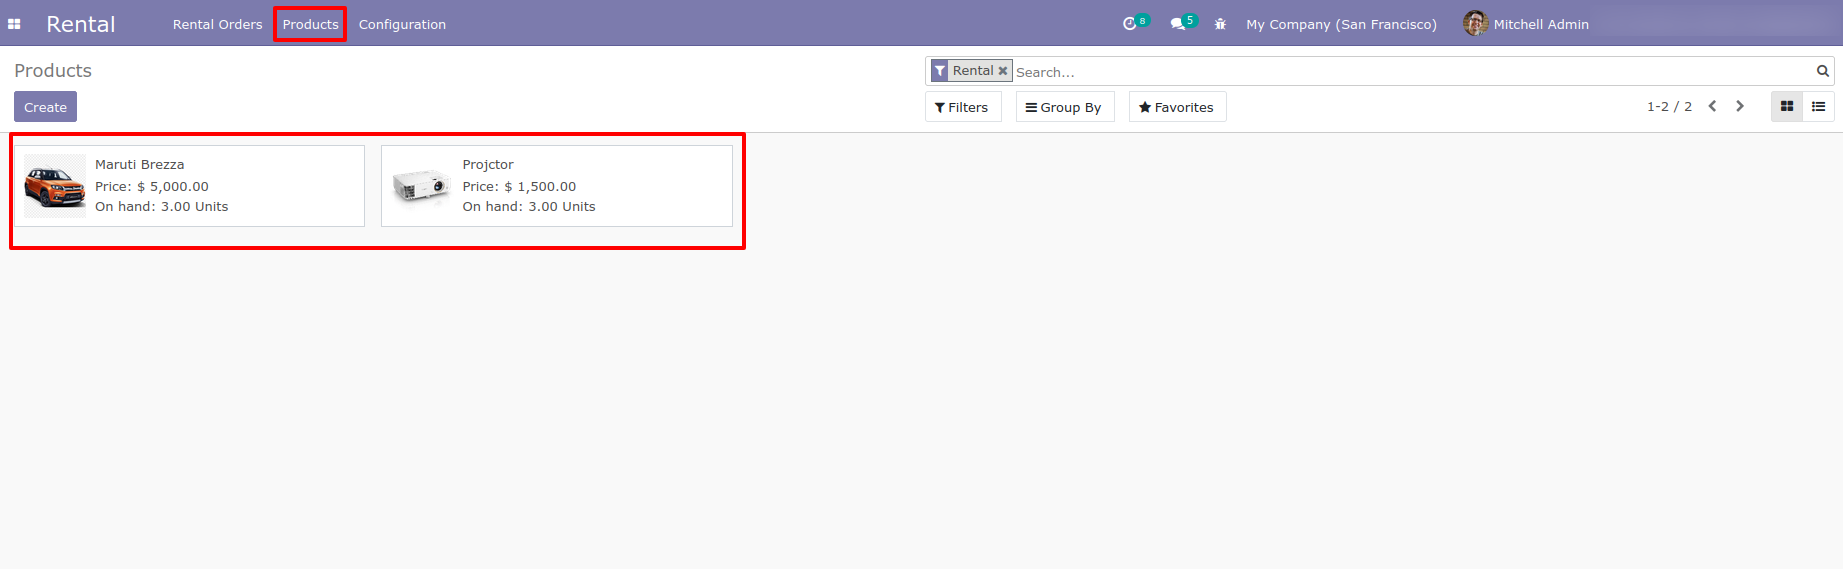 Rental Rental Orders Products Configuration 8 5 My Company (San Francisco) Mitchell Admin
Products
Rental Search...
Create
Filters Group By Favorites 1-2 / 2
Maruti Brezza
Price: $ 5,000.00
On hand: 3.00 Units
Projctor
Price: $ 1,500.00
On hand: 3.00 Units